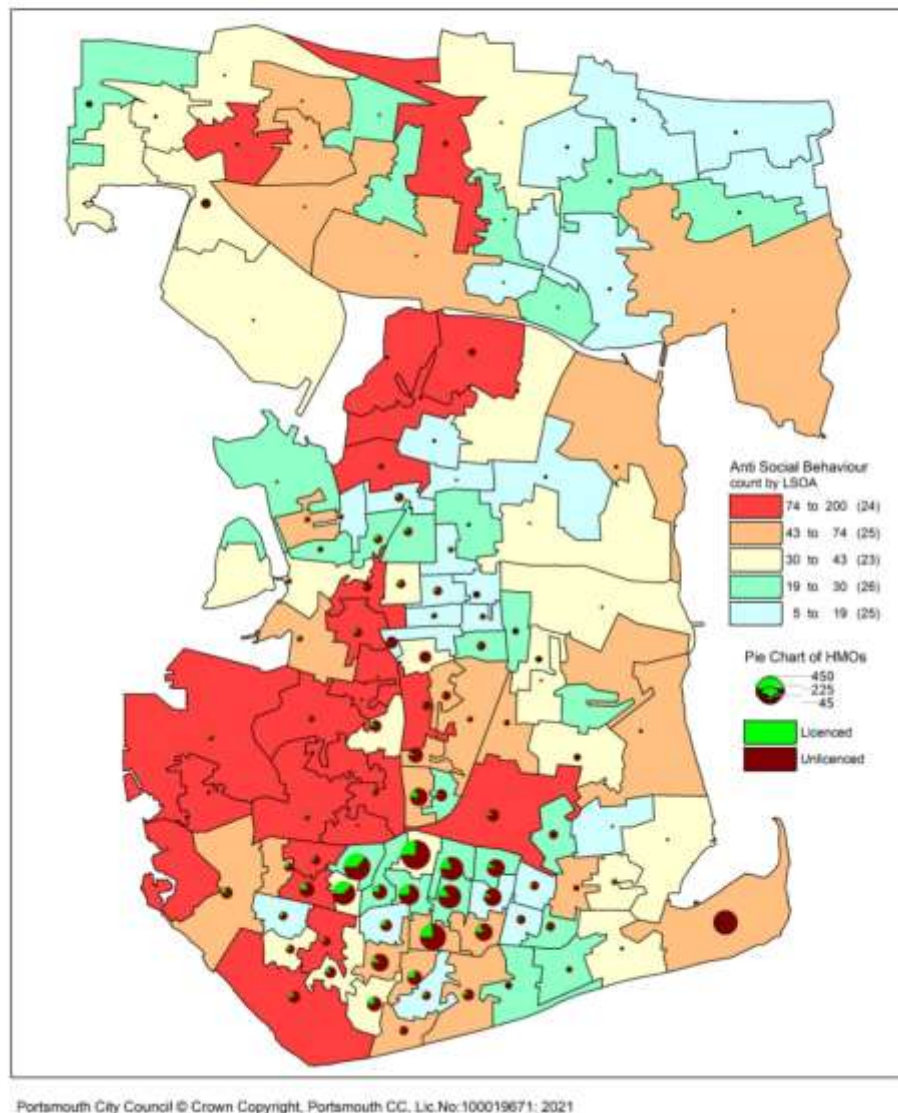 Anti Social Behaviour
count by LSOA
74 to 200 (24)
43 to 74 (25)
30 to 43 (23)
19 to 30 (26)
5 to 19 (25)
Pie Chart of HMOs
450
225
45
Licenced
Unlicenced
Portsmouth City Council © Crown Copyright, Portsmouth CC, Lic.No:100019671: 2021